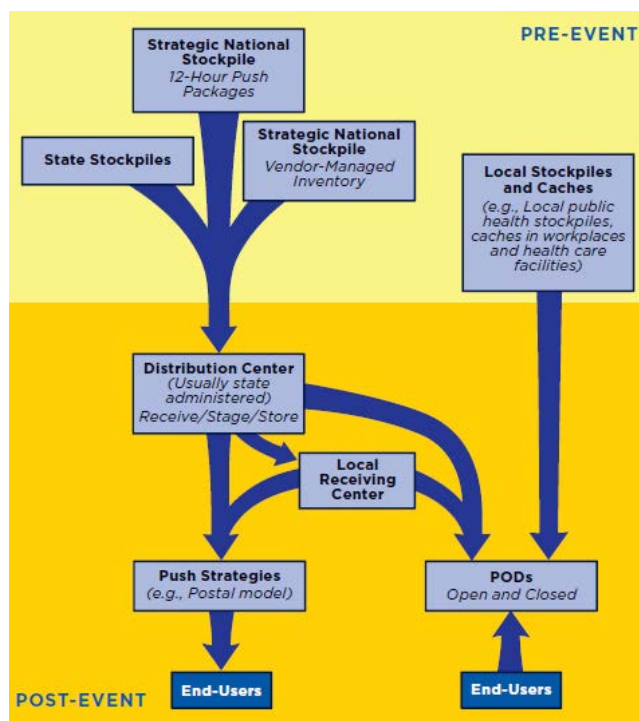 PRE-EVENT
Strategic National
Stockpile
12-Hour Push
Packages
State Stockpiles
Strategic National
Stockpile
Vendor-Managed
Inventory
Local Stockpiles
and Caches
(e.g., Local public
health stockpiles,
caches in workplaces
and health care
facilities)
Distribution Center
(Usually state
administered)
Receive/Stage/Store
Local
Receiving
Center
Push Strategies
(e.g., Postal model)
PODs
Open and Closed
End-Users
End-Users
POST-EVENT